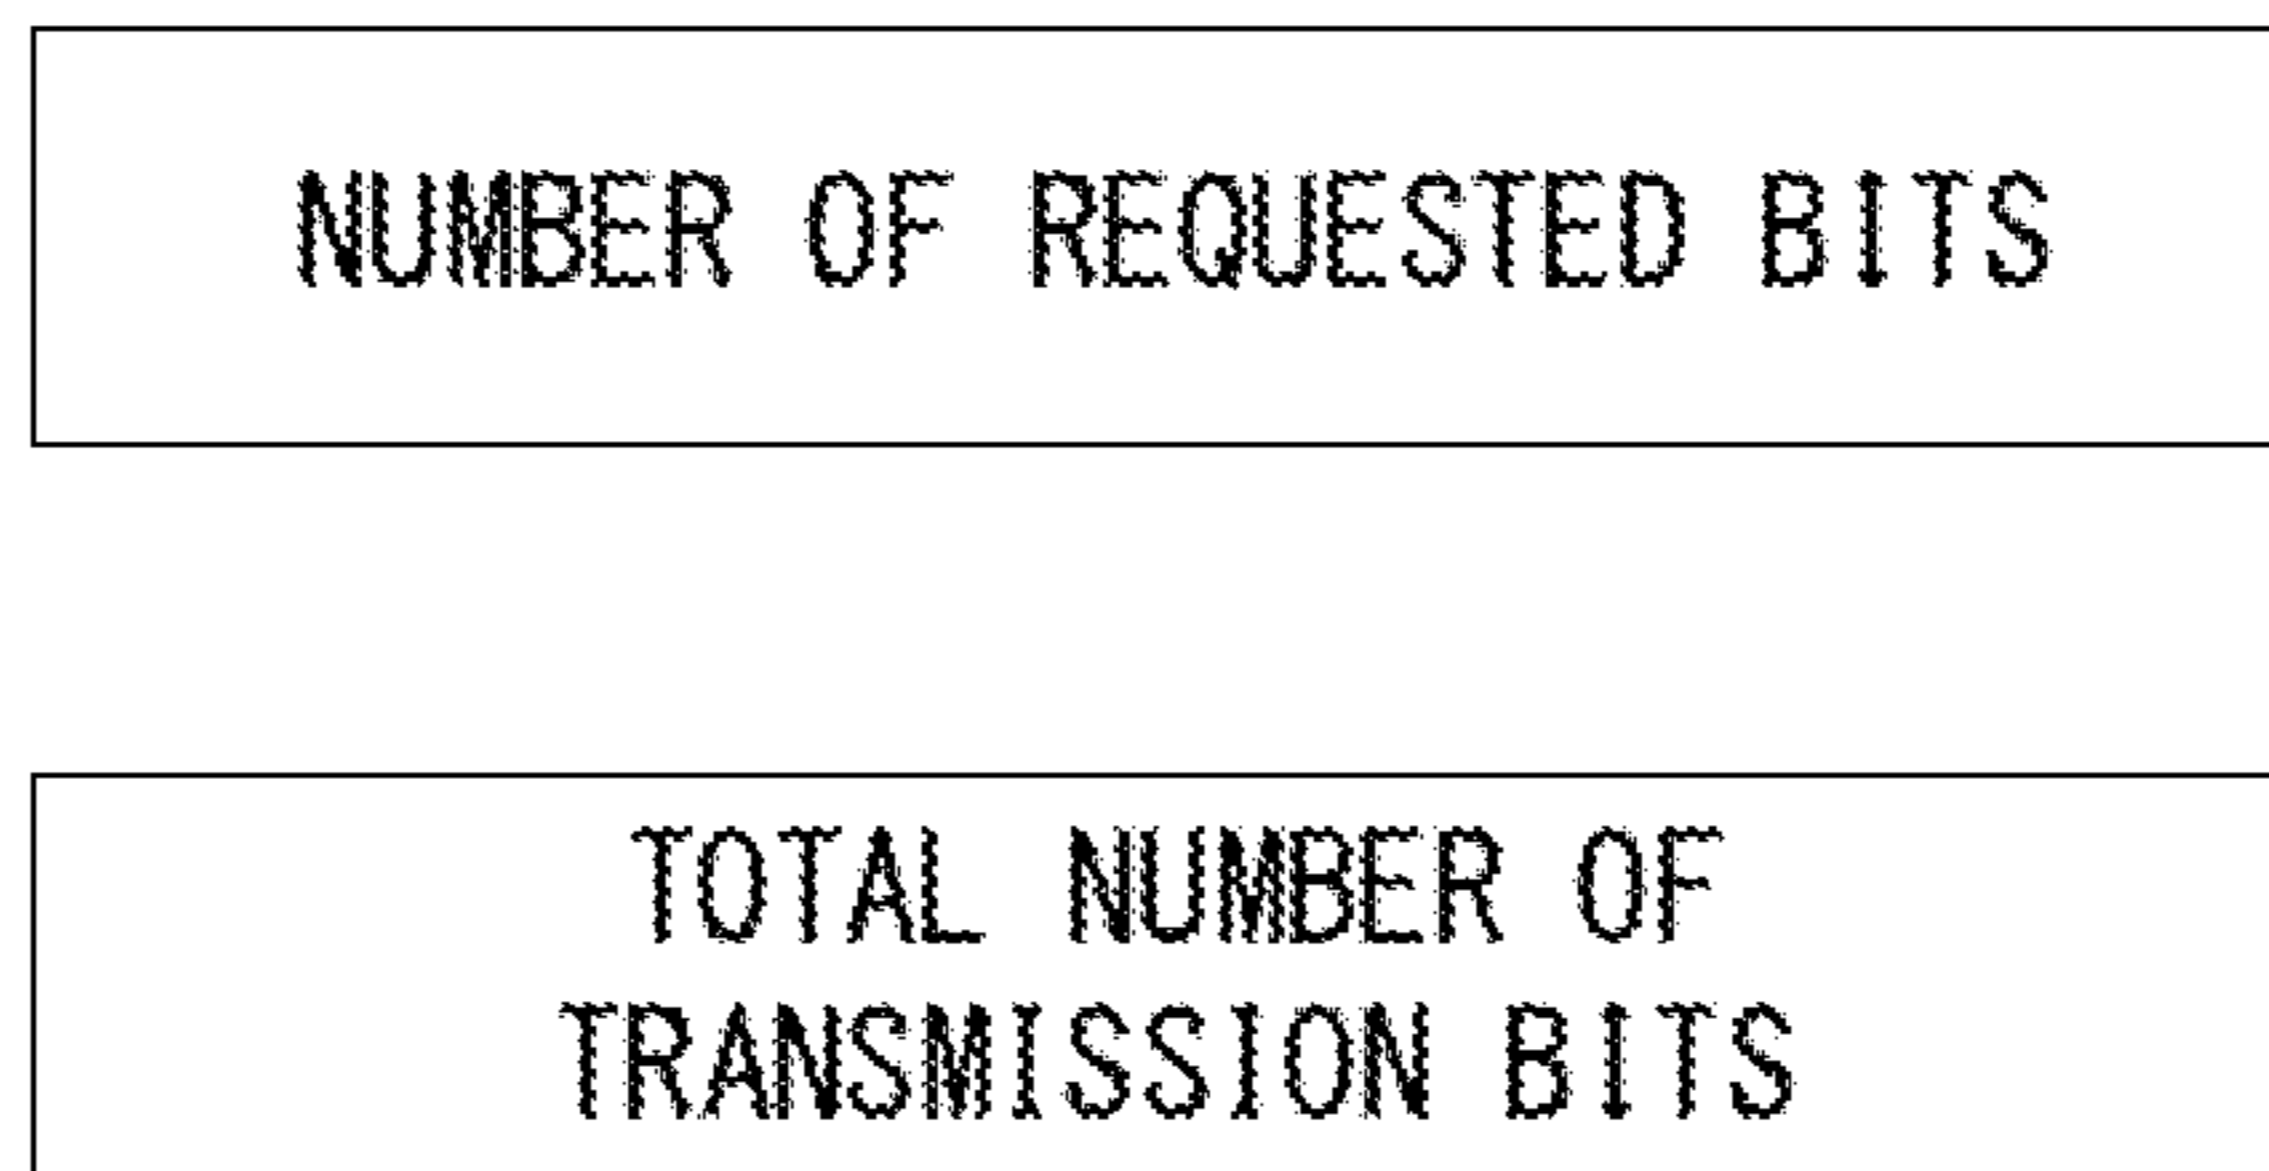 NUMBER OF REQUESTED BITS
TOTAL NUMBER OF
TRANSMISSION BITS